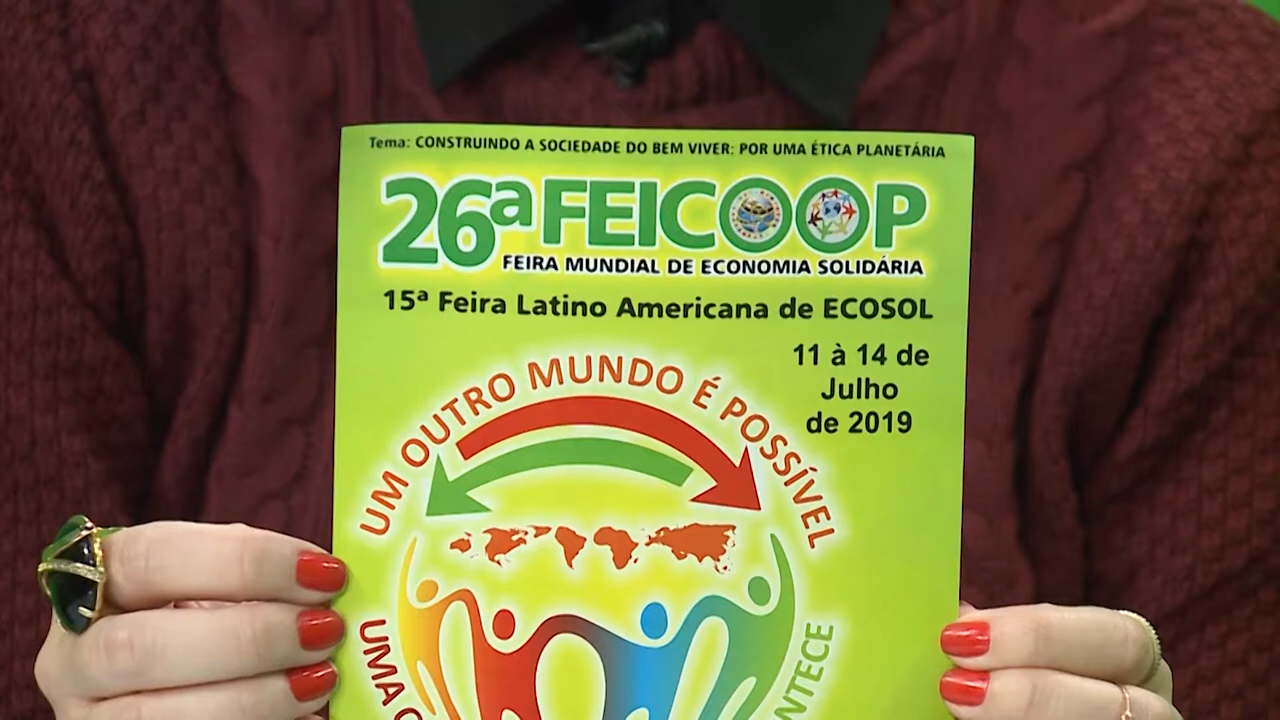 Tema: CONSTRUINDO A SOCIEDADE DO BEM VIVER: POR UMA ÉTICA PLANETÁRIA
26ª FEICOOP
FEIRA MUNDIAL DE ECONOMIA SOLIDÁRIA
15ª Feira Latino Americana de ECOSOL
11 à 14 de
Julho
de 2019
UM OUTRO MUNDO É POSSÍVEL
UMA